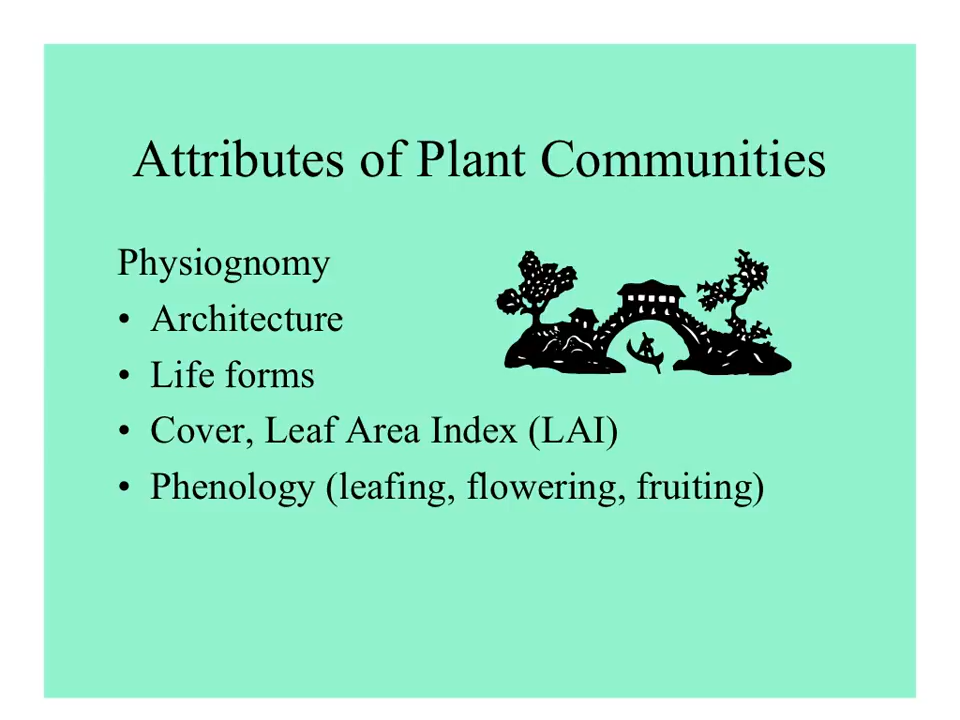 Attributes of Plant Communities
Physiognomy
• Architecture
• Life forms
• Cover, Leaf Area Index (LAI)
• Phenology (leafing, flowering, fruiting)